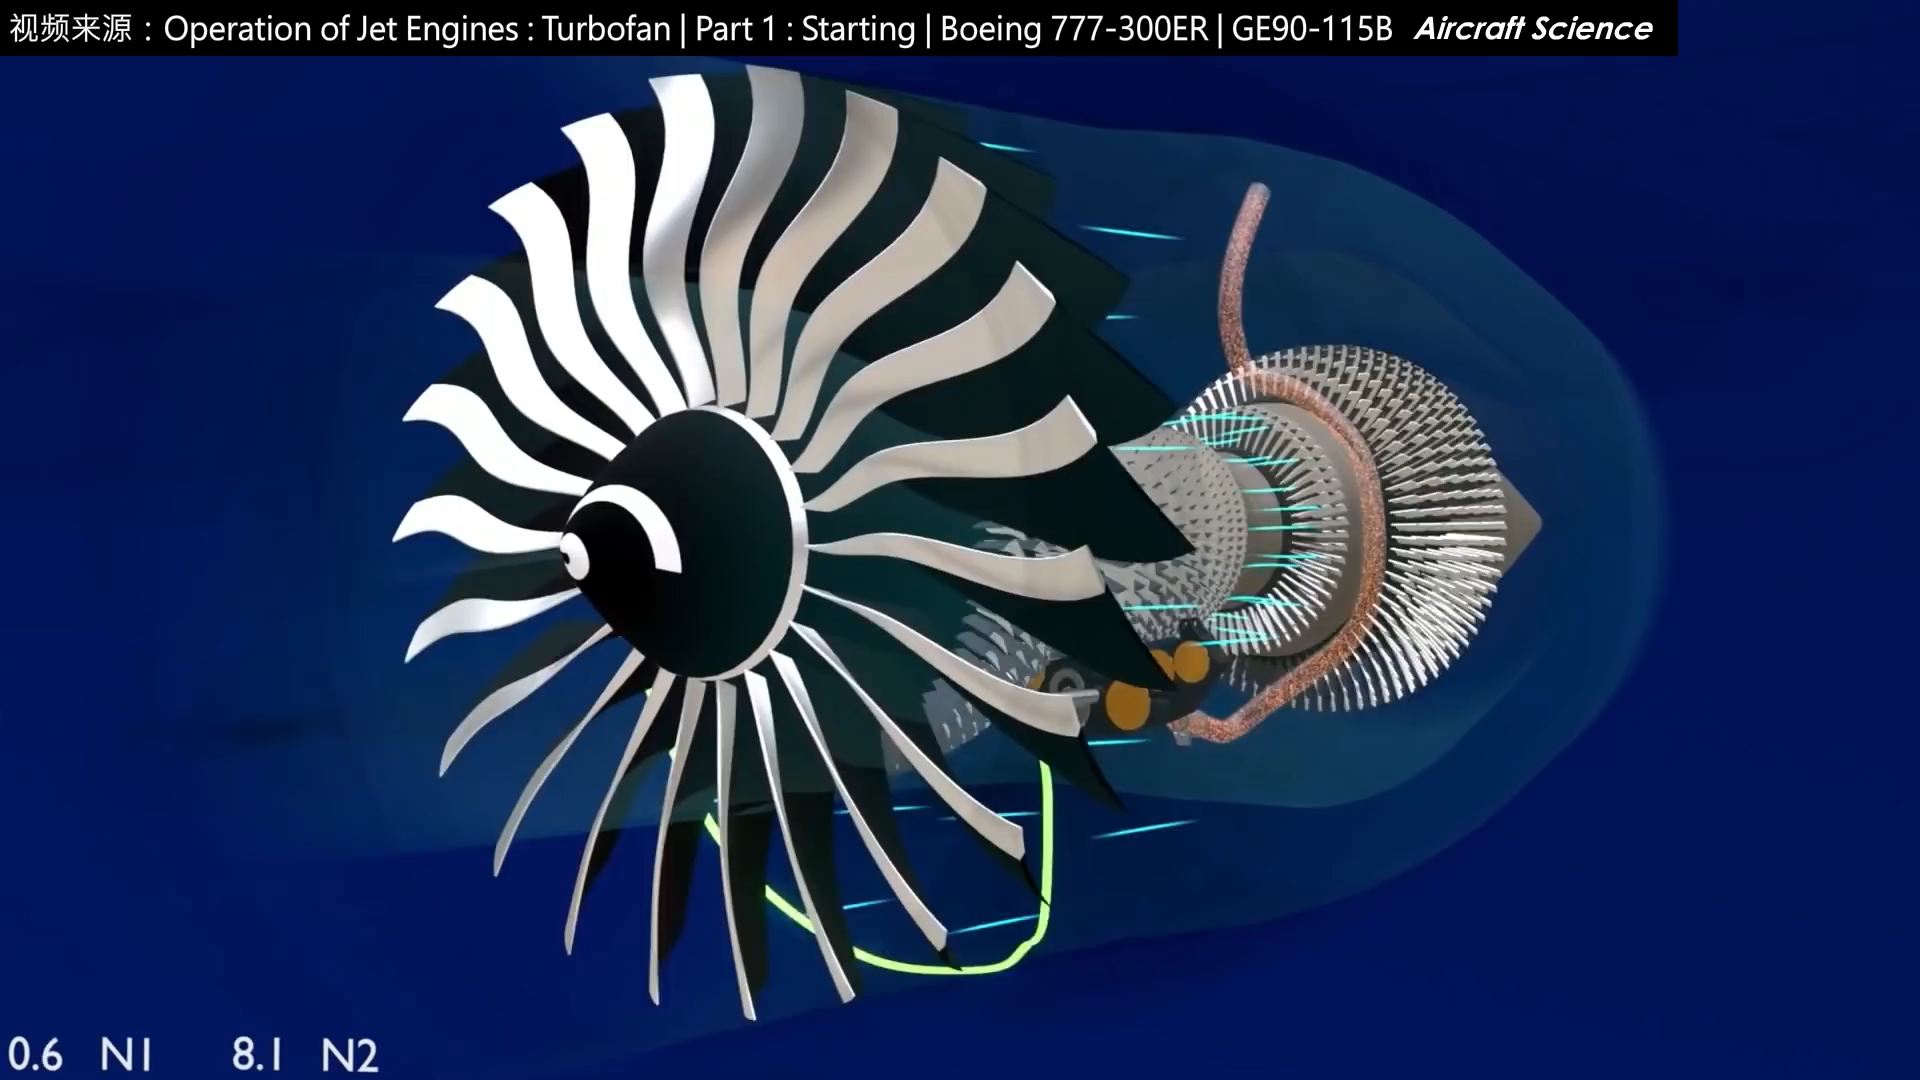 视频来源：Operation of Jet Engines : Turbofan | Part 1 : Starting | Boeing 777-300ER | GE90-115B Aircraft Science
0.6 N1 8.1 N2